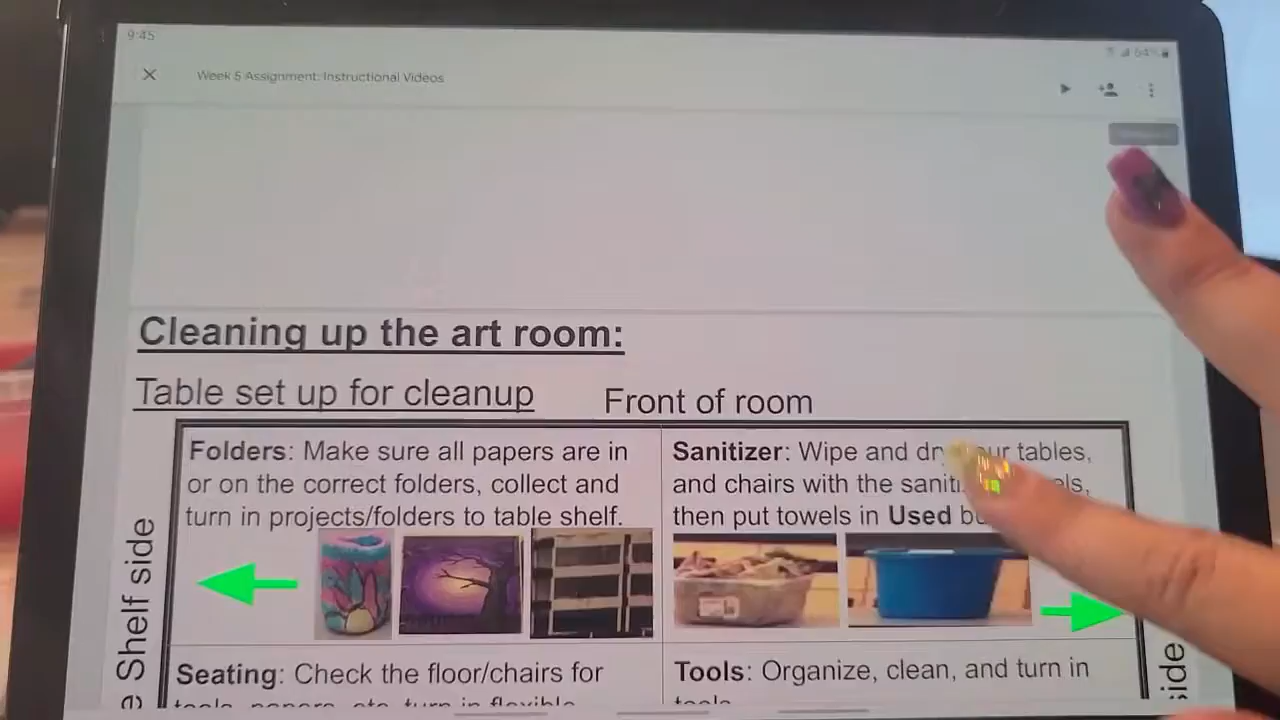 9:45
64%
Week 5 Assignment: Instructional Videos
Cleaning up the art room:
Table set up for cleanup
Front of room
Folders: Make sure all papers are in
or on the correct folders, collect and
turn in projects/folders to table shelf.
Sanitizer: Wipe and tables,
and chairs with the
then put towels in Used
Shelf side
Seating: Check the floor/chairs for
Tools: Organize, clean, and turn in
side